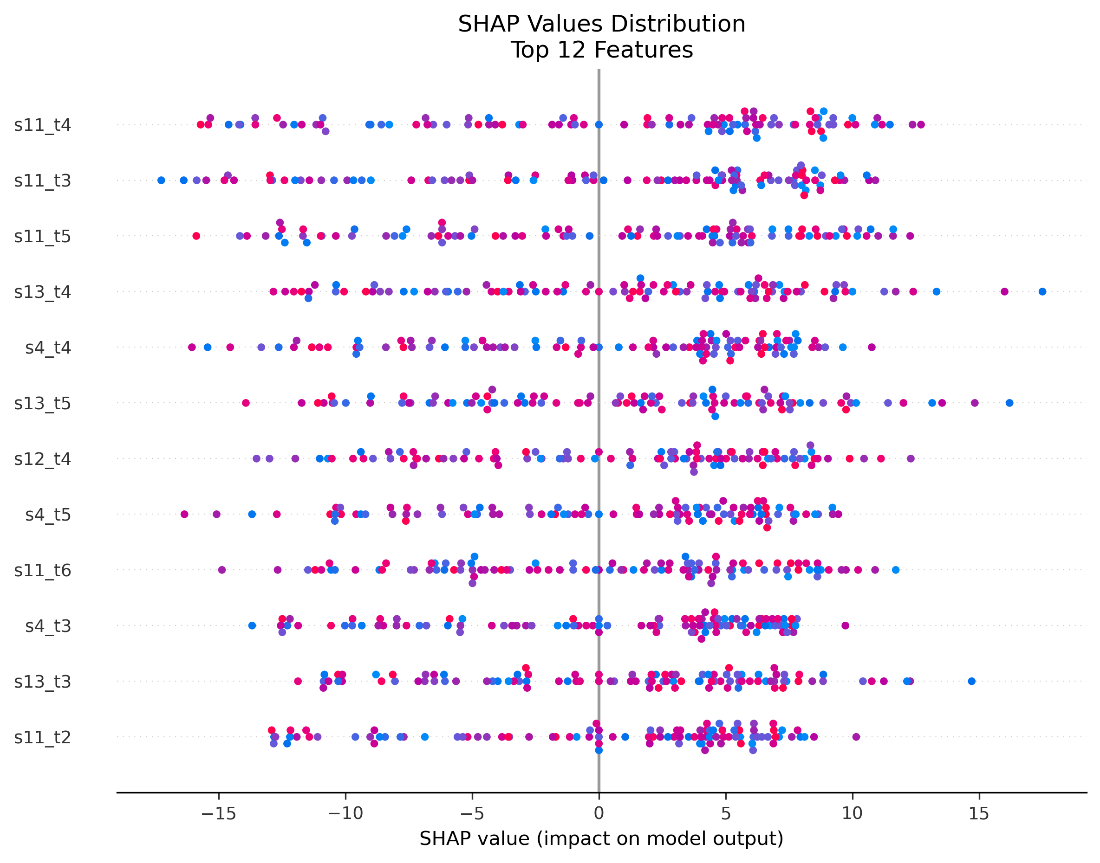 SHAP Values Distribution
Top 12 Features
s11_t4
s11_t3
s11_t5
s13_t4
s4_t4
s13_t5
s12_t4
s4_t5
s11_t6
s4_t3
s13_t3
s11_t2
−15 −10 −5 0 5 10 15
SHAP value (impact on model output)